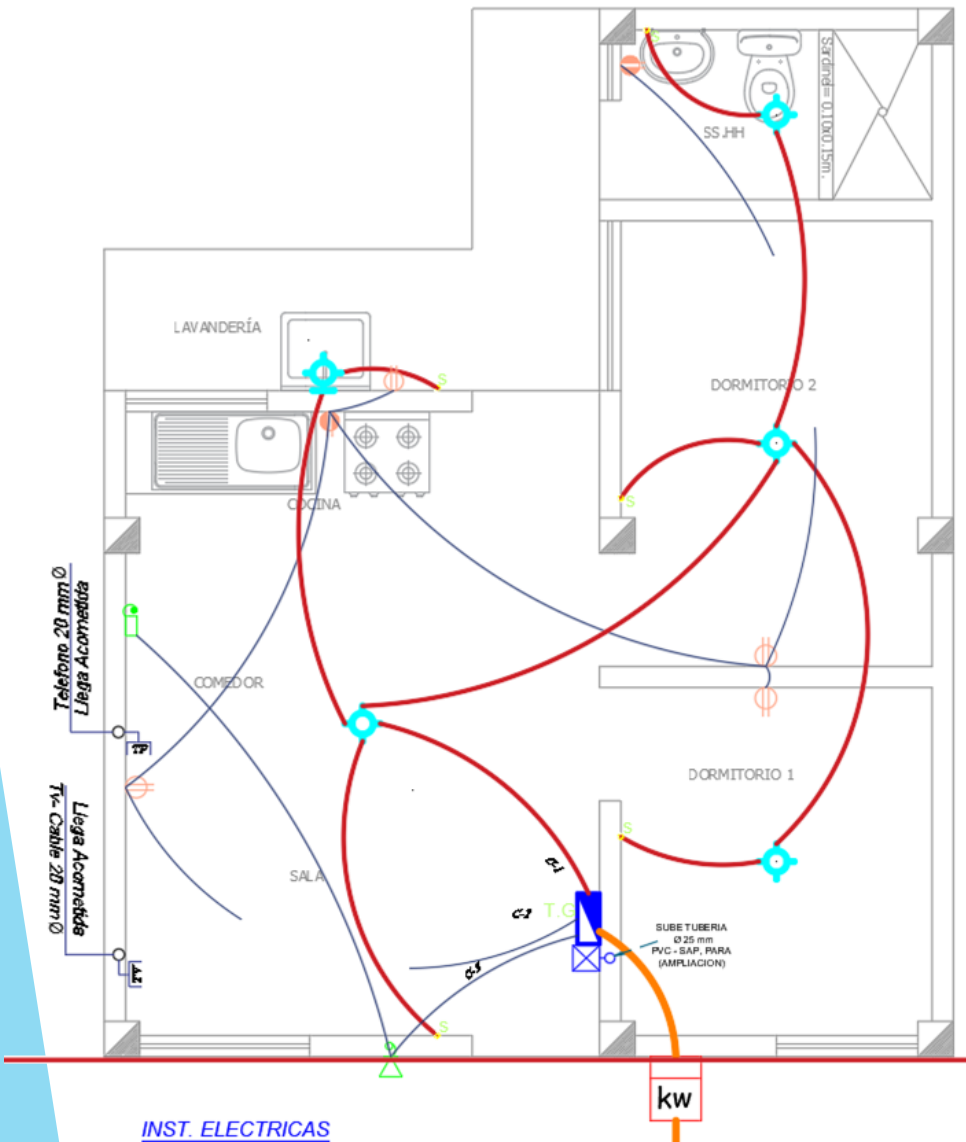 S
SS.HH
Sardinel= 0.10x0.15m.
LAVANDERÍA
S
DORMITORIO 2
S
COCINA
Llega Acometida
Telefono 20 mm Ø
COMEDOR
TP
DORMITORIO 1
Llega Acometida
Tv- Cable 20 mm Ø
S
SALA
C-1
C-2
T.G
C-3
SUBE TUBERIA
Ø 25 mm
PVC - SAP, PARA
(AMPLIACION)
TV
S
kw
INST. ELECTRICAS